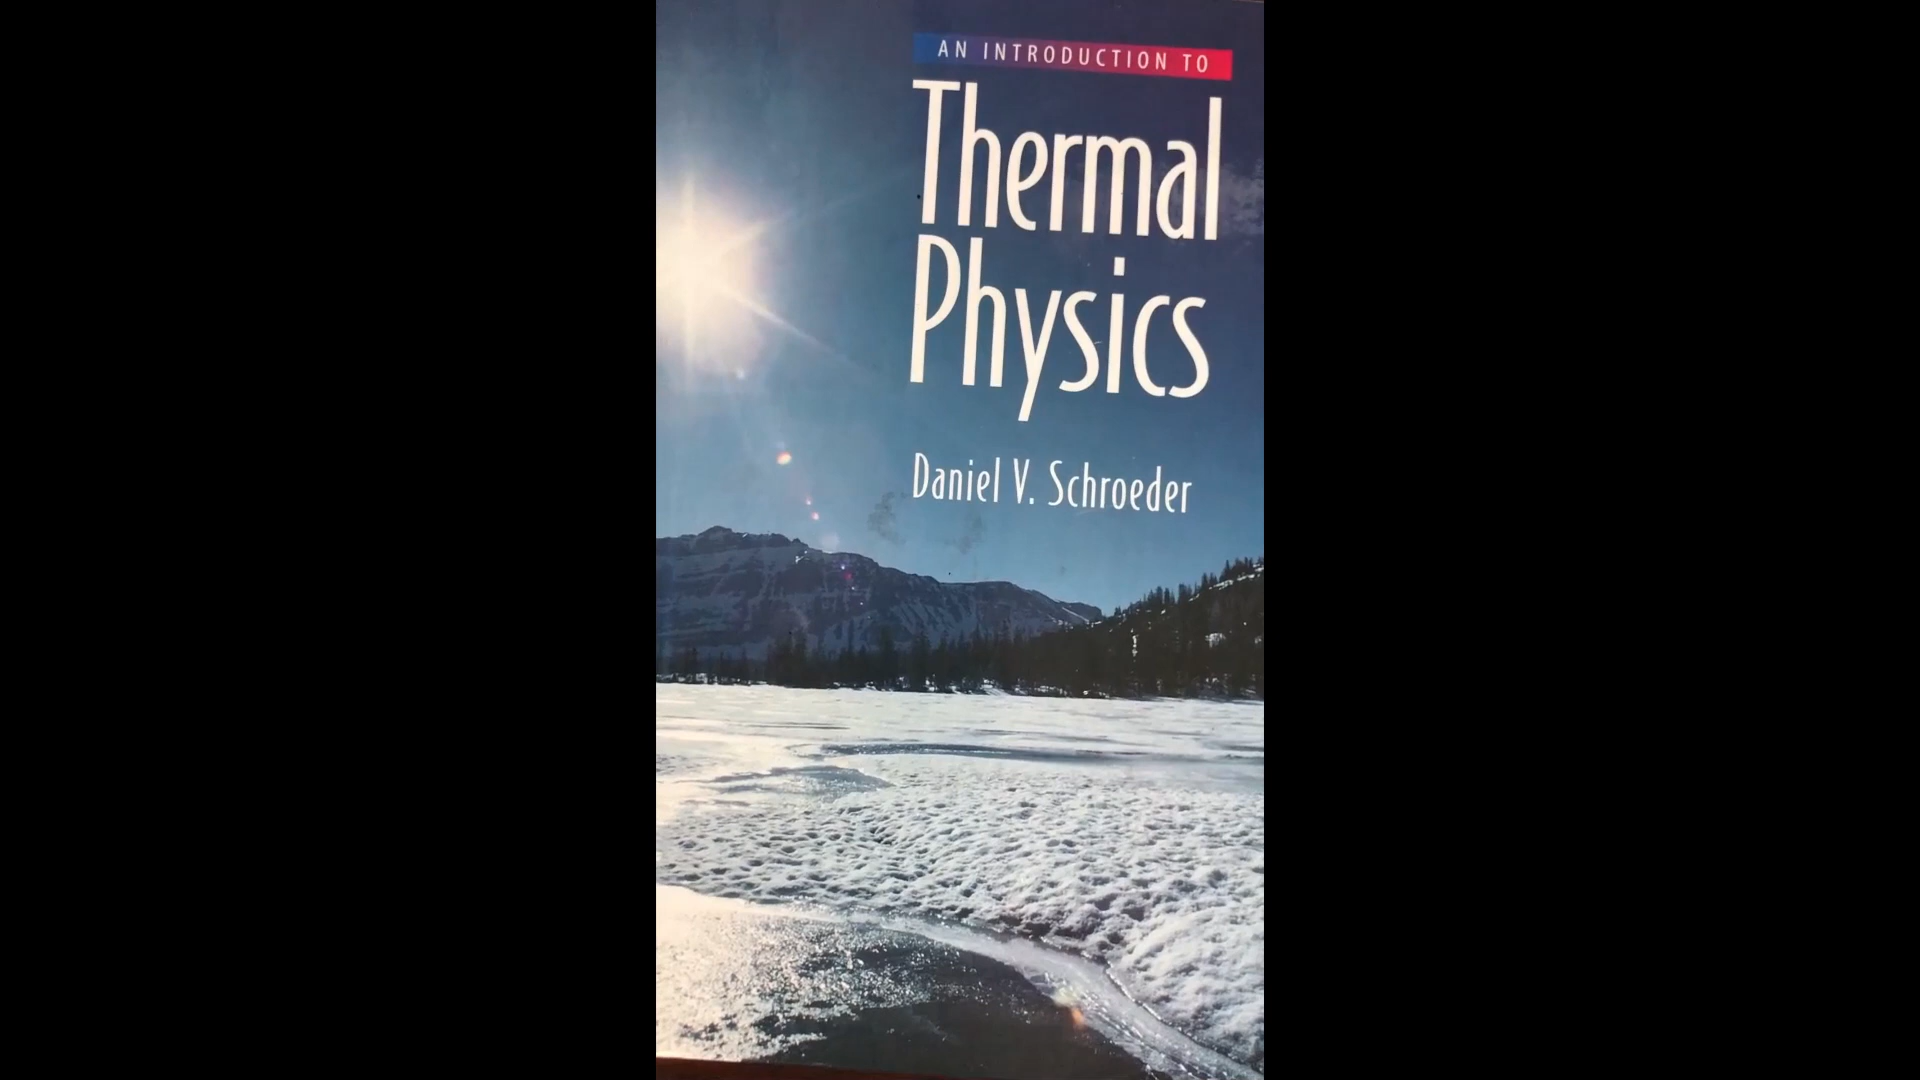 AN INTRODUCTION TO
Thermal
Physics
Daniel V. Schroeder